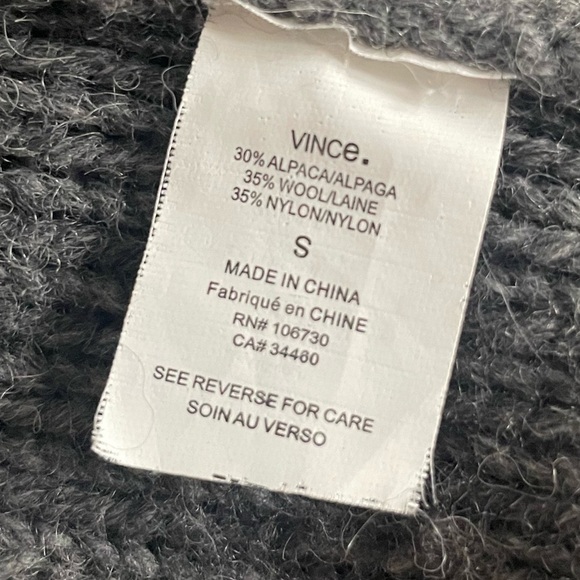 VINCe.
30% ALPACA/ALPAGA
35% WOOL/LAINE
35% NYLON/NYLON
S
MADE IN CHINA
Fabriqué en CHINE
RN# 106730
CA# 34460
SEE REVERSE FOR CARE
SOIN AU VERSO